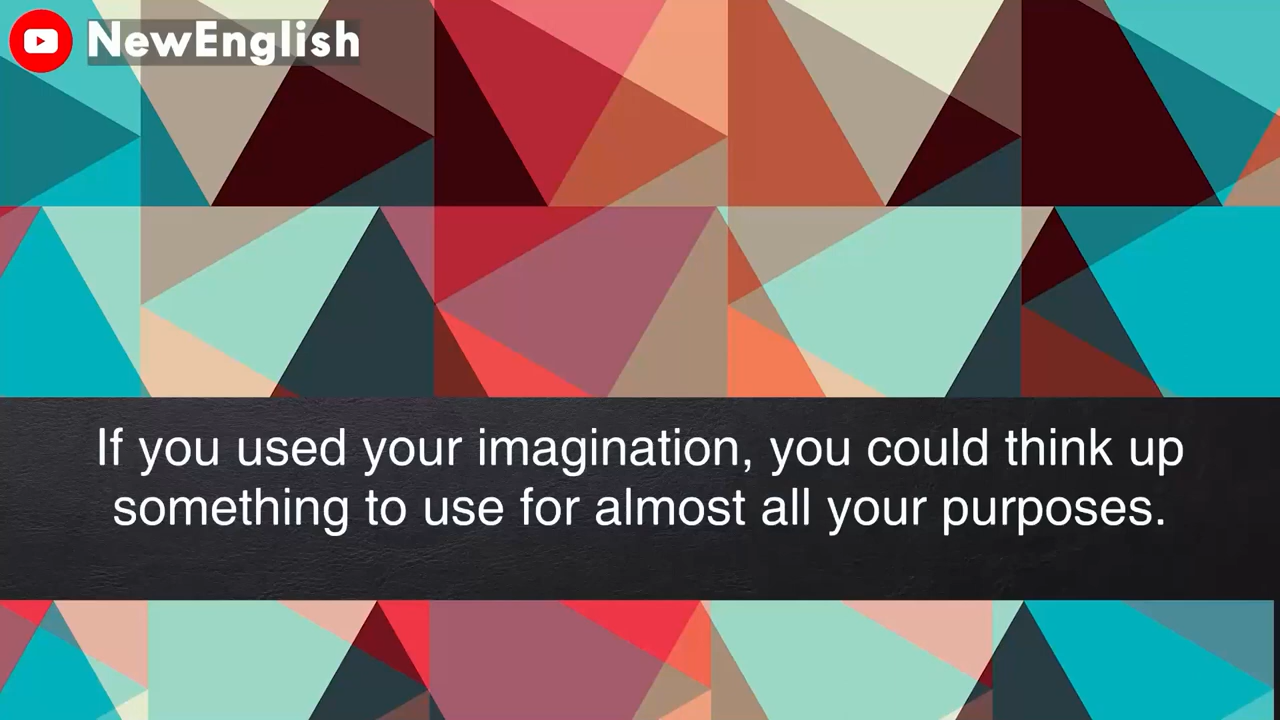 NewEnglish
If you used your imagination, you could think up
something to use for almost all your purposes.